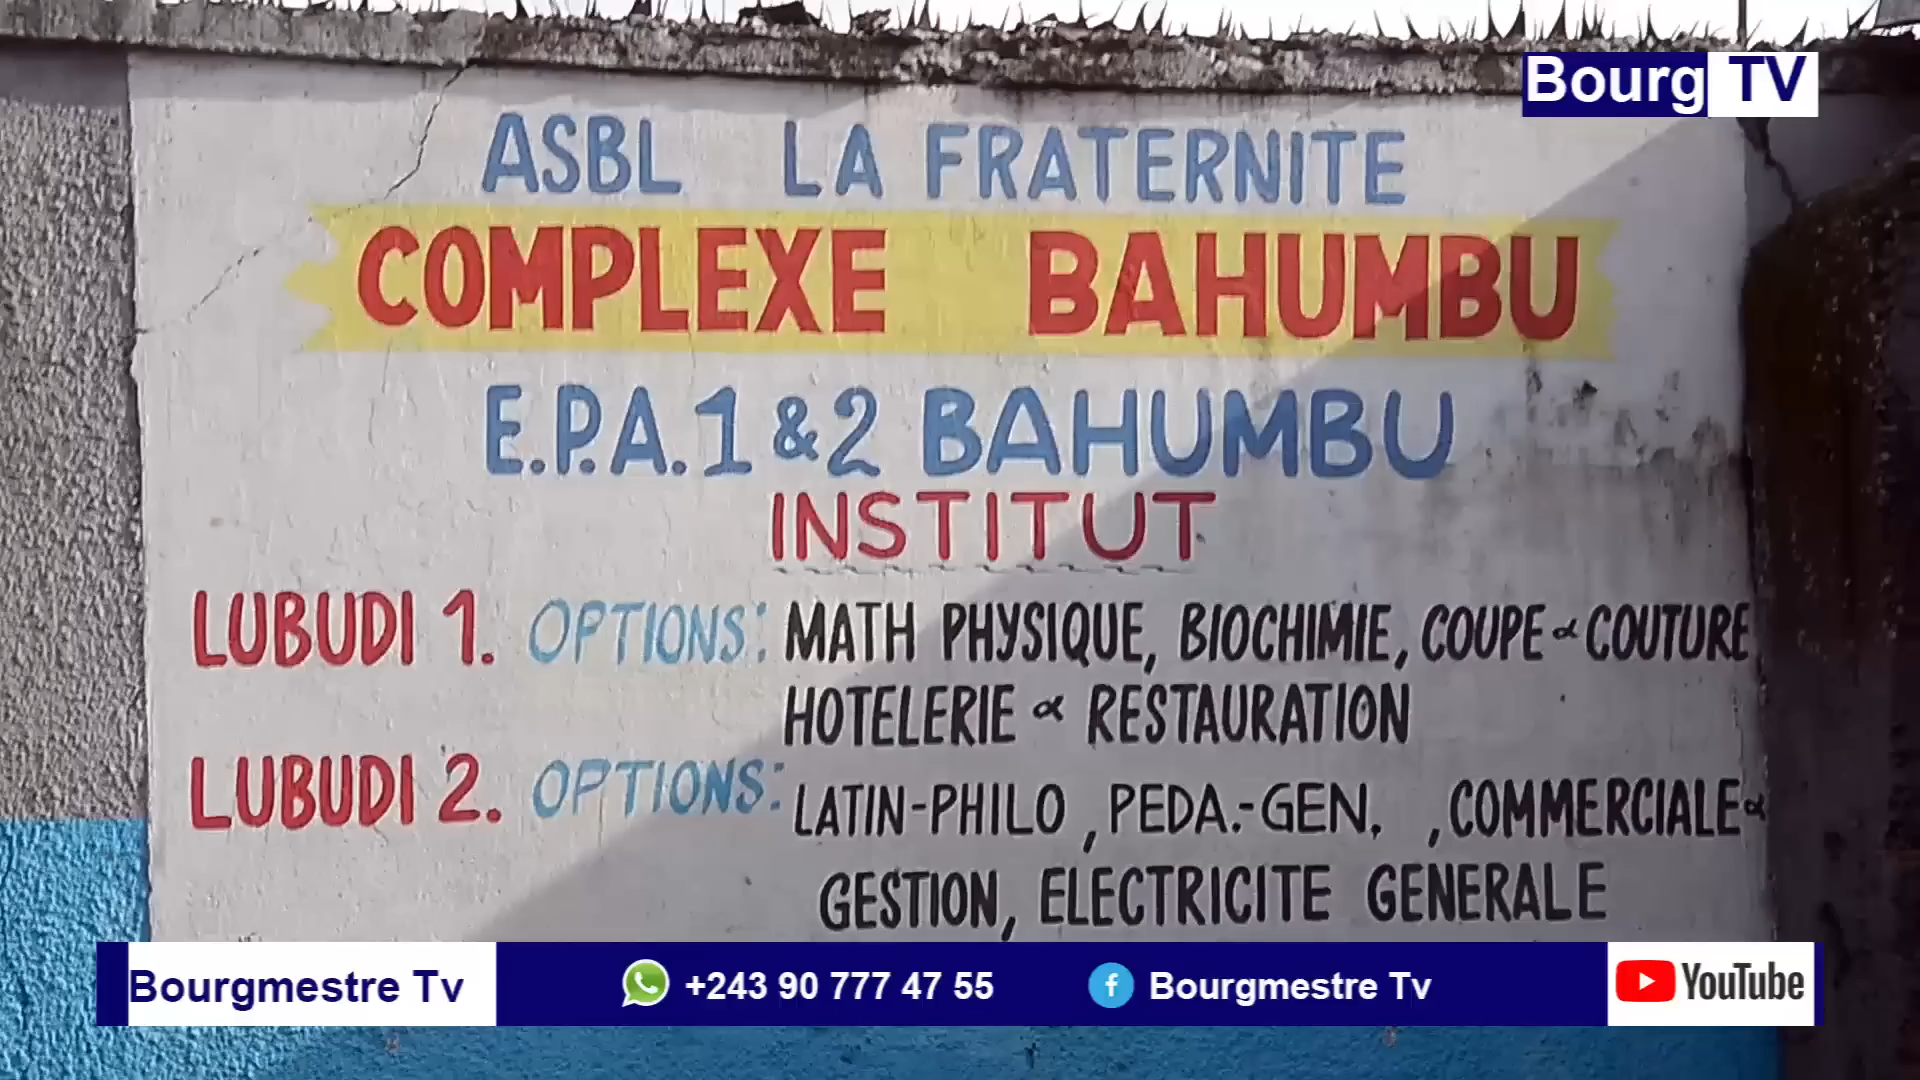 Bourg TV
ASBL LA FRATERNITE
COMPLEXE BAHUMBU
E.P.A. 1 & 2 BAHUMBU
INSTITUT
LUBUDI 1. OPTIONS: MATH PHYSIQUE, BIOCHIMIE, COUPE & COUTURE
HOTELERIE & RESTAURATION
LUBUDI 2. OPTIONS: LATIN-PHILO, PEDA.-GEN. , COMMERCIALE &
GESTION, ELECTRICITE GENERALE
Bourgmestre Tv +243 90 777 47 55 Bourgmestre Tv YouTube